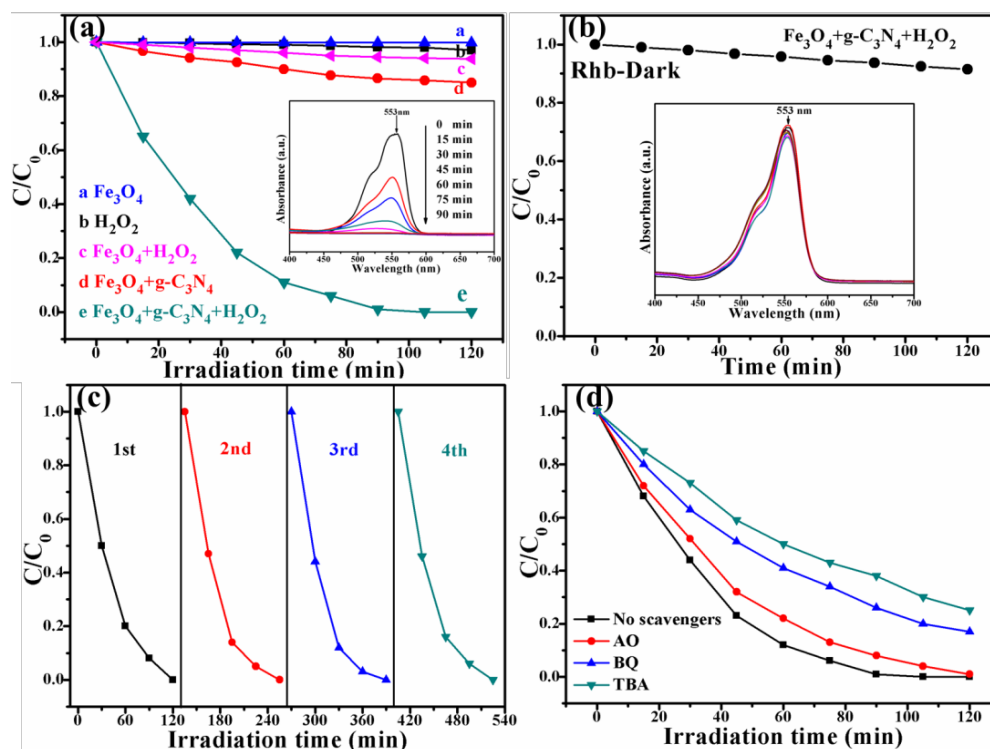 (a)
C/C₀
1.0
0.8
0.6
0.4
0.2
0.0
a
b
c
d
e
a Fe₃O₄
b H₂O₂
c Fe₃O₄+H₂O₂
d Fe₃O₄+g-C₃N₄
e Fe₃O₄+g-C₃N₄+H₂O₂
553nm
0 min
15 min
30 min
45 min
60 min
75 min
90 min
Absorbance (a.u.)
400 450 500 550 600 650 700
Wavelength (nm)
0 20 40 60 80 100 120
Irradiation time (min)
(b)
C/C₀
1.0
0.8
0.6
0.4
0.2
0.0
Fe₃O₄+g-C₃N₄+H₂O₂
Rhb-Dark
553 nm
Absorbance (a.u.)
400 450 500 550 600 650 700
Wavelength (nm)
0 20 40 60 80 100 120
Time (min)
(c)
C/C₀
1.0
0.8
0.6
0.4
0.2
0.0
1st 2nd 3rd 4th
0 60 120 180 240 300 360 420 480 540
Irradiation time (min)
(d)
C/C₀
1.0
0.8
0.6
0.4
0.2
0.0
No scavengers
AO
BQ
TBA
0 20 40 60 80 100 120
Irradiation time (min)